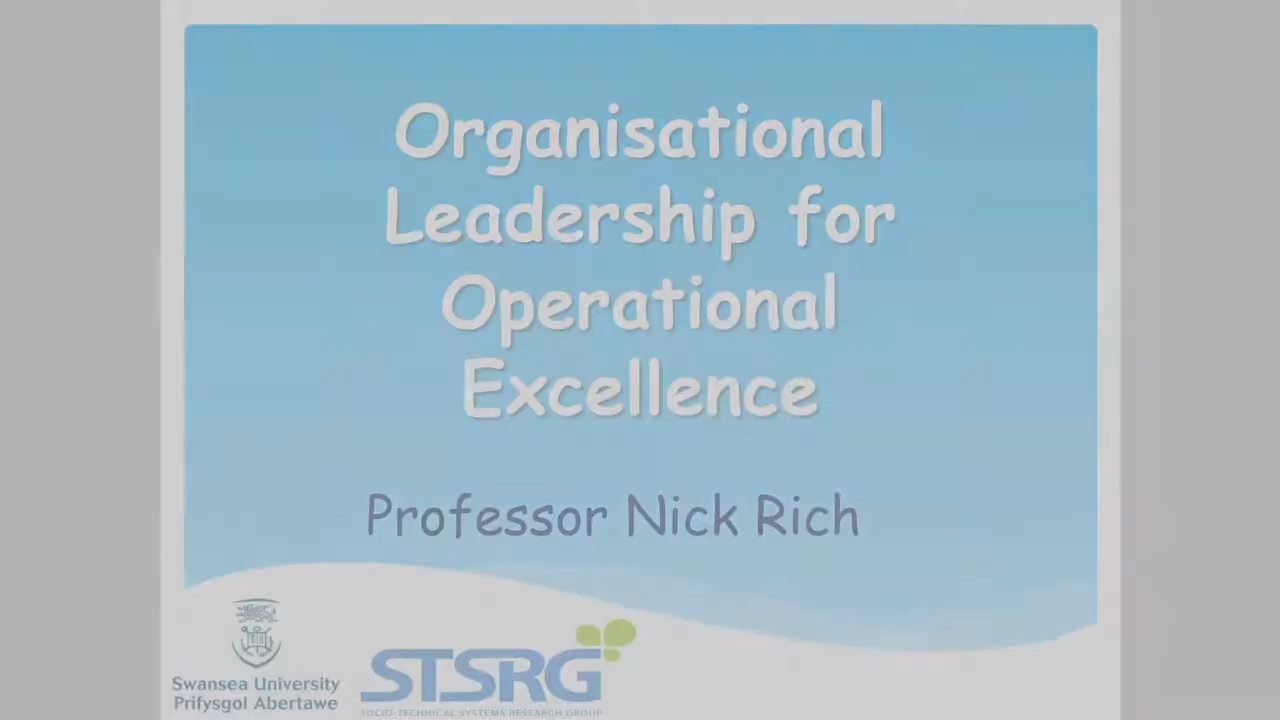 Organisational
Leadership for
Operational
Excellence
Professor Nick Rich
Swansea University
Prifysgol Abertawe
STSRG
SOCIO-TECHNICAL SYSTEMS RESEARCH GROUP